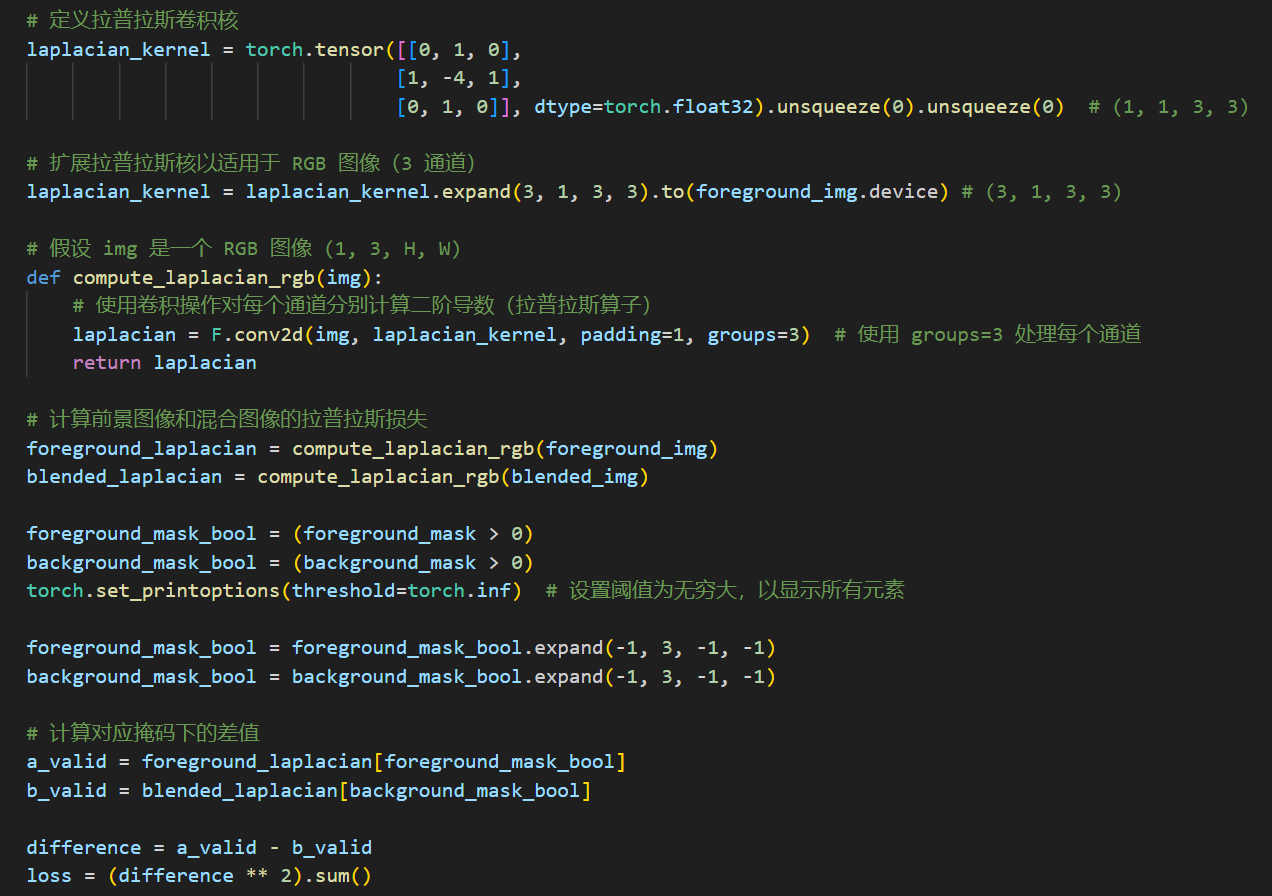 # 定义拉普拉斯卷积核
laplacian_kernel = torch.tensor([[0, 1, 0],
[1, -4, 1],
[0, 1, 0]], dtype=torch.float32).unsqueeze(0).unsqueeze(0)  # (1, 1, 3, 3)
# 扩展拉普拉斯核以适用于 RGB 图像（3 通道）
laplacian_kernel = laplacian_kernel.expand(3, 1, 3, 3).to(foreground_img.device) # (3, 1, 3, 3)
# 假设 img 是一个 RGB 图像 (1, 3, H, W)
def compute_laplacian_rgb(img):
# 使用卷积操作对每个通道分别计算二阶导数（拉普拉斯算子）
laplacian = F.conv2d(img, laplacian_kernel, padding=1, groups=3)  # 使用 groups=3 处理每个通道
return laplacian
# 计算前景图像和混合图像的拉普拉斯损失
foreground_laplacian = compute_laplacian_rgb(foreground_img)
blended_laplacian = compute_laplacian_rgb(blended_img)
foreground_mask_bool = (foreground_mask > 0)
background_mask_bool = (background_mask > 0)
torch.set_printoptions(threshold=torch.inf)  # 设置阈值为无穷大，以显示所有元素
foreground_mask_bool = foreground_mask_bool.expand(-1, 3, -1, -1)
background_mask_bool = background_mask_bool.expand(-1, 3, -1, -1)
# 计算对应掩码下的差值
a_valid = foreground_laplacian[foreground_mask_bool]
b_valid = blended_laplacian[background_mask_bool]
difference = a_valid - b_valid
loss = (difference ** 2).sum()